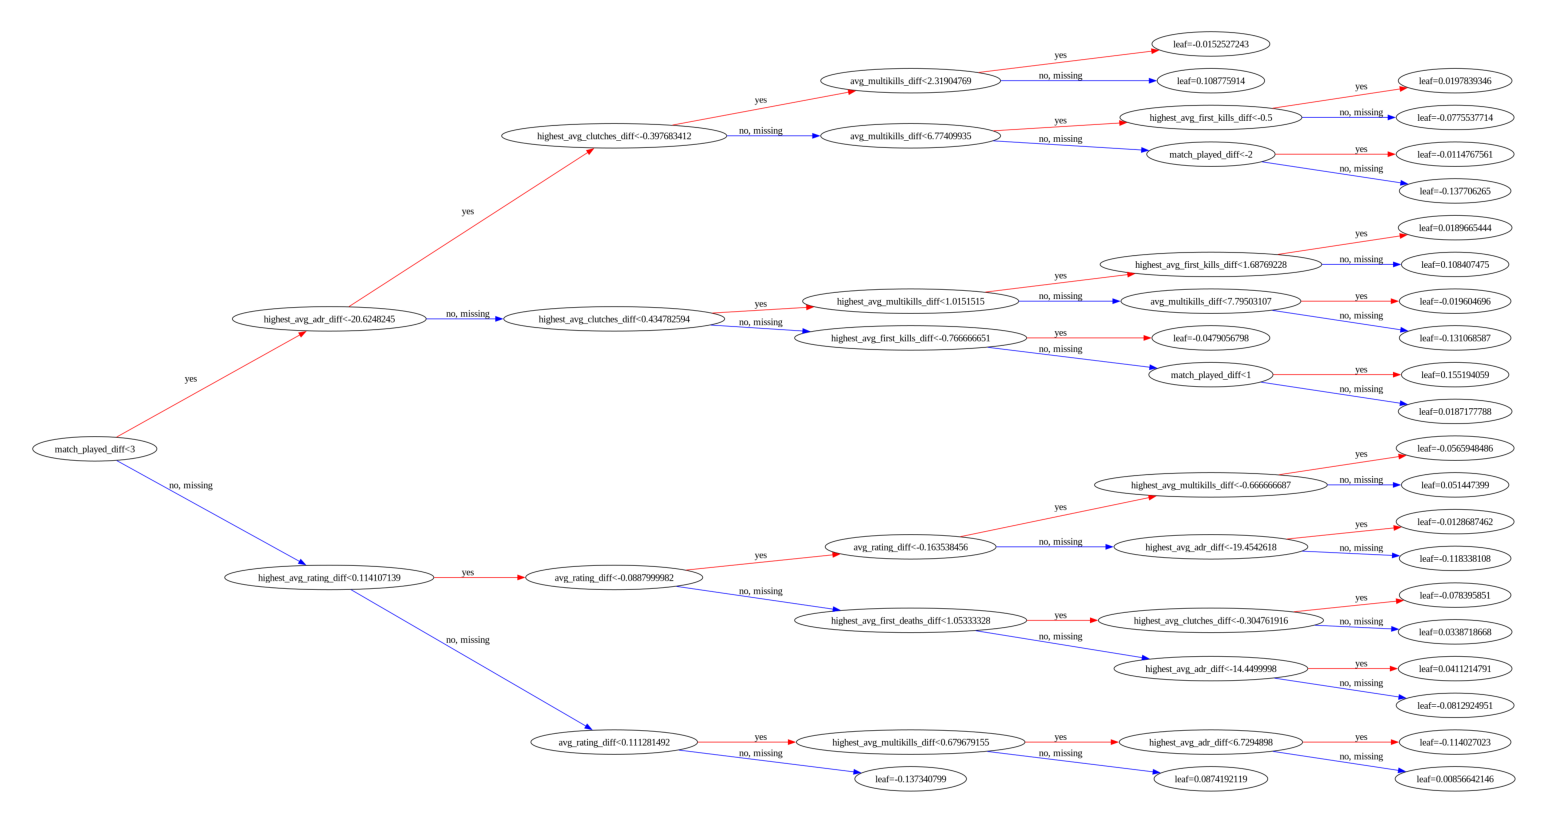 leaf=-0.0152527243
yes
avg_multikills_diff<2.31904769
no, missing
leaf=0.108775914
leaf=0.0197839346
yes
yes
highest_avg_first_kills_diff<-0.5
no, missing
leaf=-0.0775537714
yes
highest_avg_clutches_diff<-0.397683412
no, missing
avg_multikills_diff<6.77409935
no, missing
match_played_diff<-2
yes
leaf=-0.0114767561
no, missing
leaf=-0.137706265
yes
leaf=0.0189665444
yes
highest_avg_first_kills_diff<1.68769228
no, missing
leaf=0.108407475
yes
highest_avg_multikills_diff<1.0151515
no, missing
avg_multikills_diff<7.79503107
yes
leaf=-0.019604696
highest_avg_adr_diff<-20.6248245
no, missing
highest_avg_clutches_diff<0.434782594
yes
no, missing
no, missing
leaf=-0.131068587
highest_avg_first_kills_diff<-0.766666651
yes
leaf=-0.0479056798
no, missing
match_played_diff<1
yes
leaf=0.155194059
no, missing
leaf=0.0187177788
yes
match_played_diff<3
no, missing
leaf=-0.0565948486
yes
highest_avg_multikills_diff<-0.666666687
no, missing
leaf=0.051447399
yes
leaf=-0.0128687462
yes
avg_rating_diff<-0.163538456
no, missing
highest_avg_adr_diff<-19.4542618
no, missing
leaf=-0.118338108
yes
highest_avg_rating_diff<0.114107139
yes
avg_rating_diff<-0.0887999982
no, missing
leaf=-0.078395851
yes
highest_avg_first_deaths_diff<1.05333328
yes
highest_avg_clutches_diff<-0.304761916
no, missing
leaf=0.0338718668
no, missing
no, missing
highest_avg_adr_diff<-14.4499998
yes
leaf=0.0411214791
no, missing
leaf=-0.0812924951
avg_rating_diff<0.111281492
yes
highest_avg_multikills_diff<0.679679155
yes
highest_avg_adr_diff<6.7294898
yes
leaf=-0.114027023
no, missing
leaf=-0.137340799
no, missing
leaf=0.0874192119
no, missing
leaf=0.00856642146